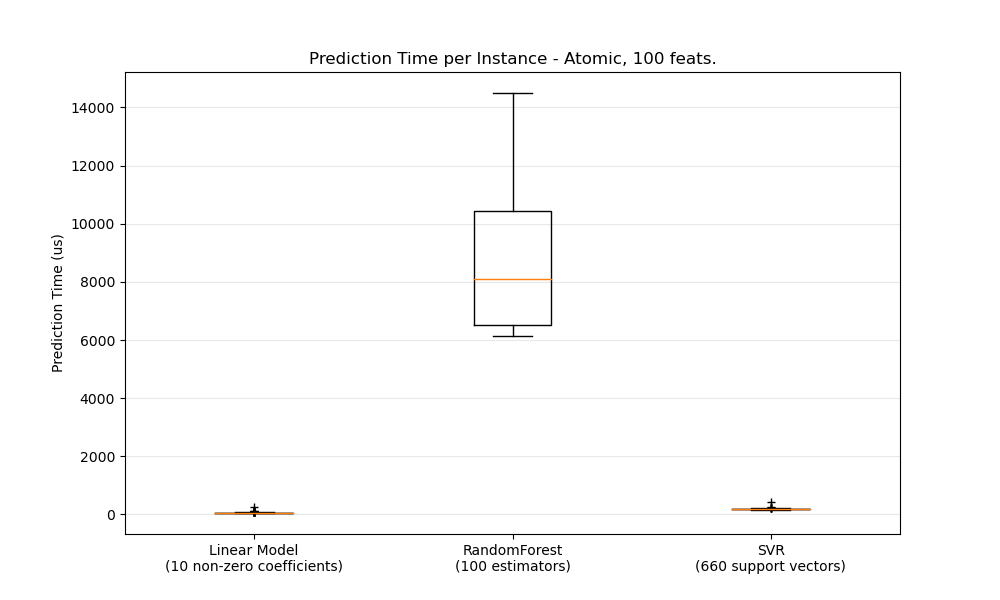 Prediction Time per Instance - Atomic, 100 feats.
Prediction Time (us)
14000
12000
10000
8000
6000
4000
2000
0
Linear Model
(10 non-zero coefficients)
RandomForest
(100 estimators)
SVR
(660 support vectors)